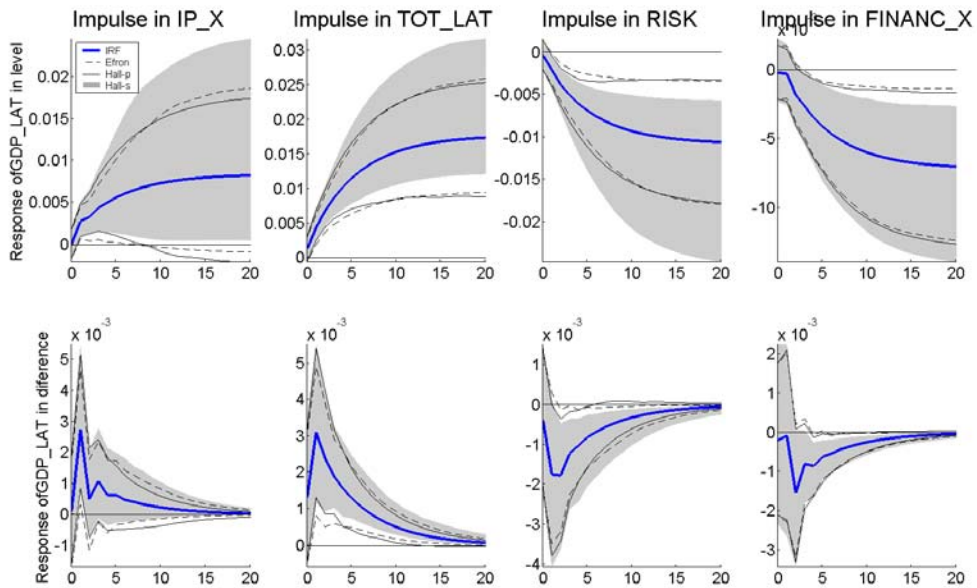 Impulse in IP_X
Impulse in TOT_LAT
Impulse in RISK
Impulse in FINANC_X
Response ofGDP_LAT in level
IRF
Efron
Hall-p
Hall-s
0.02
0.015
0.01
0.005
0
0 5 10 15 20
0.03
0.025
0.02
0.015
0.01
0.005
0
0 5 10 15 20
0
-0.005
-0.01
-0.015
-0.02
0 5 10 15 20
x 10
0
-5
-10
0 5 10 15 20
Response ofGDP_LAT in diference
x 10 -3
5
4
3
2
1
0
-1
0 5 10 15 20
x 10 -3
5
4
3
2
1
0
0 5 10 15 20
x 10 -3
1
0
-1
-2
-3
-4
0 5 10 15 20
x 10 -3
2
1
0
-1
-2
-3
0 5 10 15 20